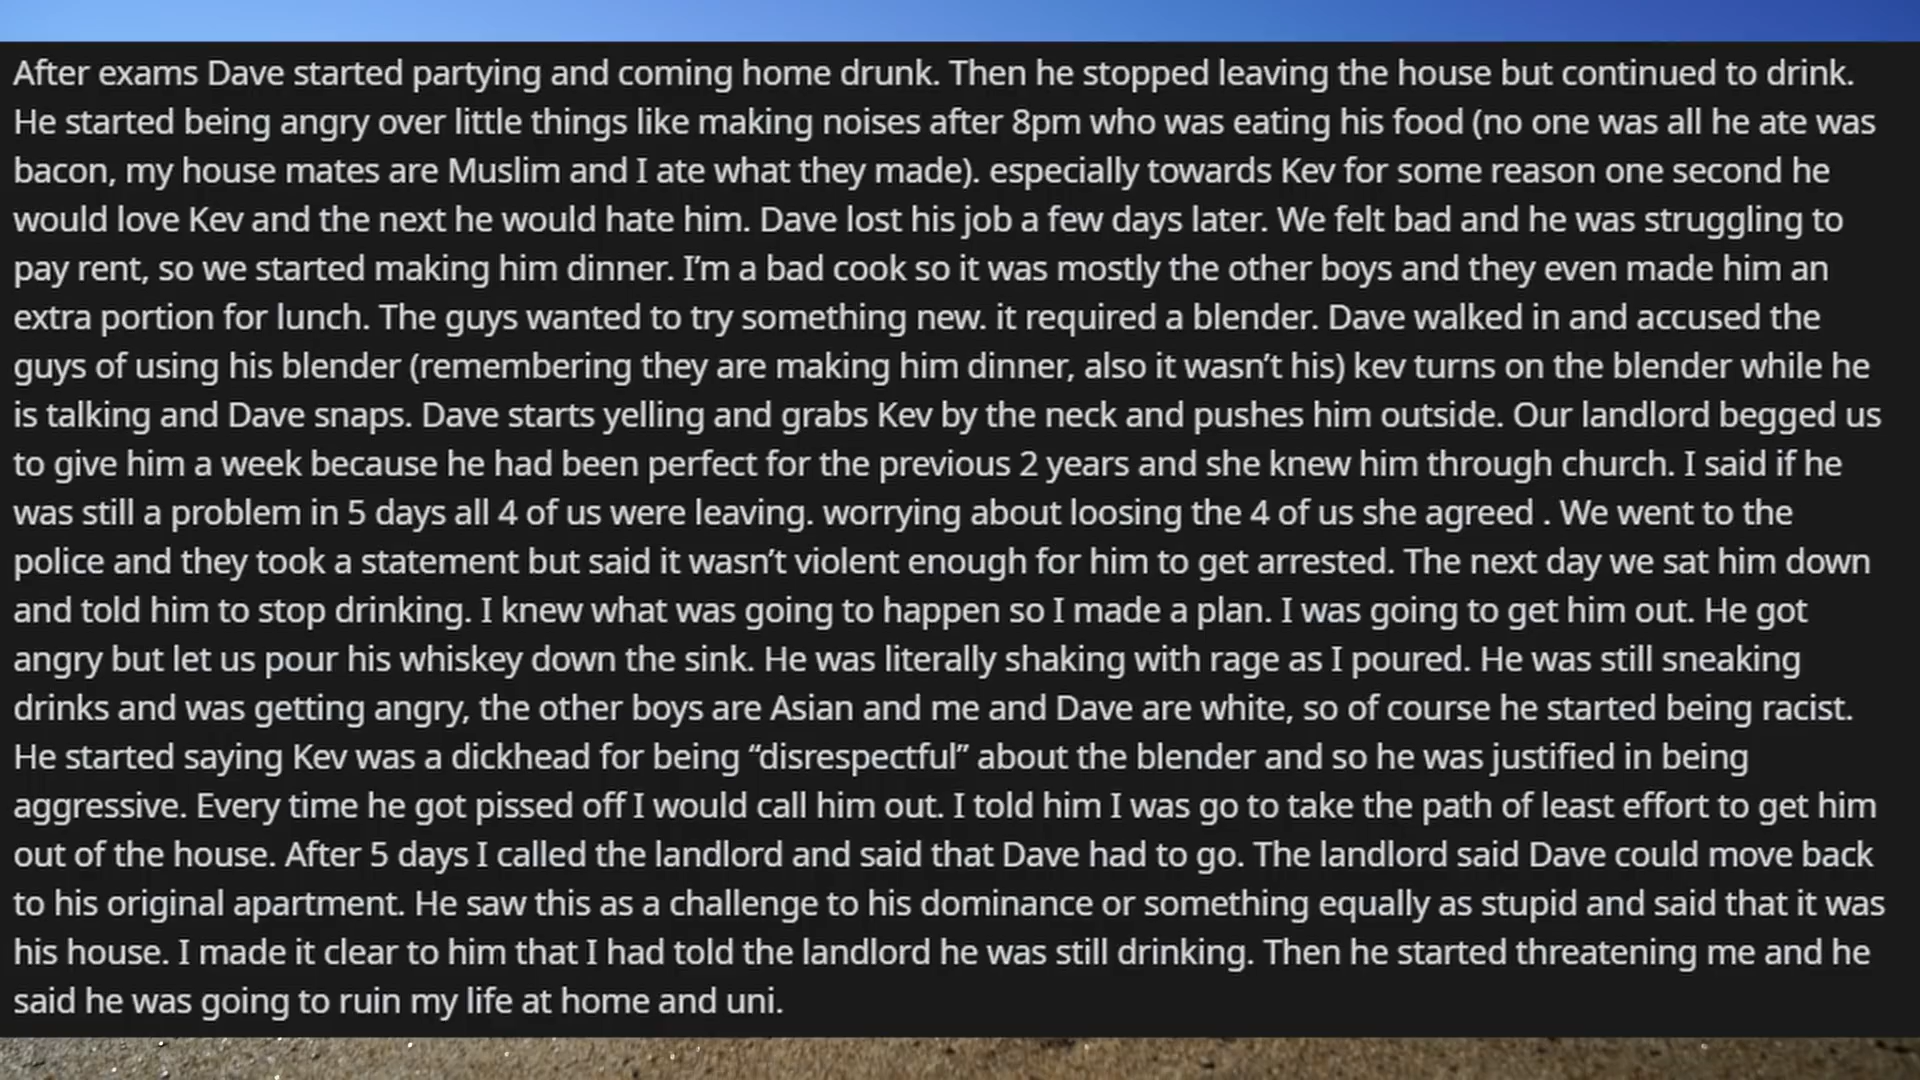 After exams Dave started partying and coming home drunk. Then he stopped leaving the house but continued to drink.
He started being angry over little things like making noises after 8pm who was eating his food (no one was all he ate was
bacon, my house mates are Muslim and I ate what they made). especially towards Kev for some reason one second he
would love Kev and the next he would hate him. Dave lost his job a few days later. We felt bad and he was struggling to
pay rent, so we started making him dinner. I’m a bad cook so it was mostly the other boys and they even made him an
extra portion for lunch. The guys wanted to try something new. it required a blender. Dave walked in and accused the
guys of using his blender (remembering they are making him dinner, also it wasn’t his) kev turns on the blender while he
is talking and Dave snaps. Dave starts yelling and grabs Kev by the neck and pushes him outside. Our landlord begged us
to give him a week because he had been perfect for the previous 2 years and she knew him through church. I said if he
was still a problem in 5 days all 4 of us were leaving. worrying about loosing the 4 of us she agreed . We went to the
police and they took a statement but said it wasn’t violent enough for him to get arrested. The next day we sat him down
and told him to stop drinking. I knew what was going to happen so I made a plan. I was going to get him out. He got
angry but let us pour his whiskey down the sink. He was literally shaking with rage as I poured. He was still sneaking
drinks and was getting angry, the other boys are Asian and me and Dave are white, so of course he started being racist.
He started saying Kev was a dickhead for being “disrespectful” about the blender and so he was justified in being
aggressive. Every time he got pissed off I would call him out. I told him I was go to take the path of least effort to get him
out of the house. After 5 days I called the landlord and said that Dave had to go. The landlord said Dave could move back
to his original apartment. He saw this as a challenge to his dominance or something equally as stupid and said that it was
his house. I made it clear to him that I had told the landlord he was still drinking. Then he started threatening me and he
said he was going to ruin my life at home and uni.